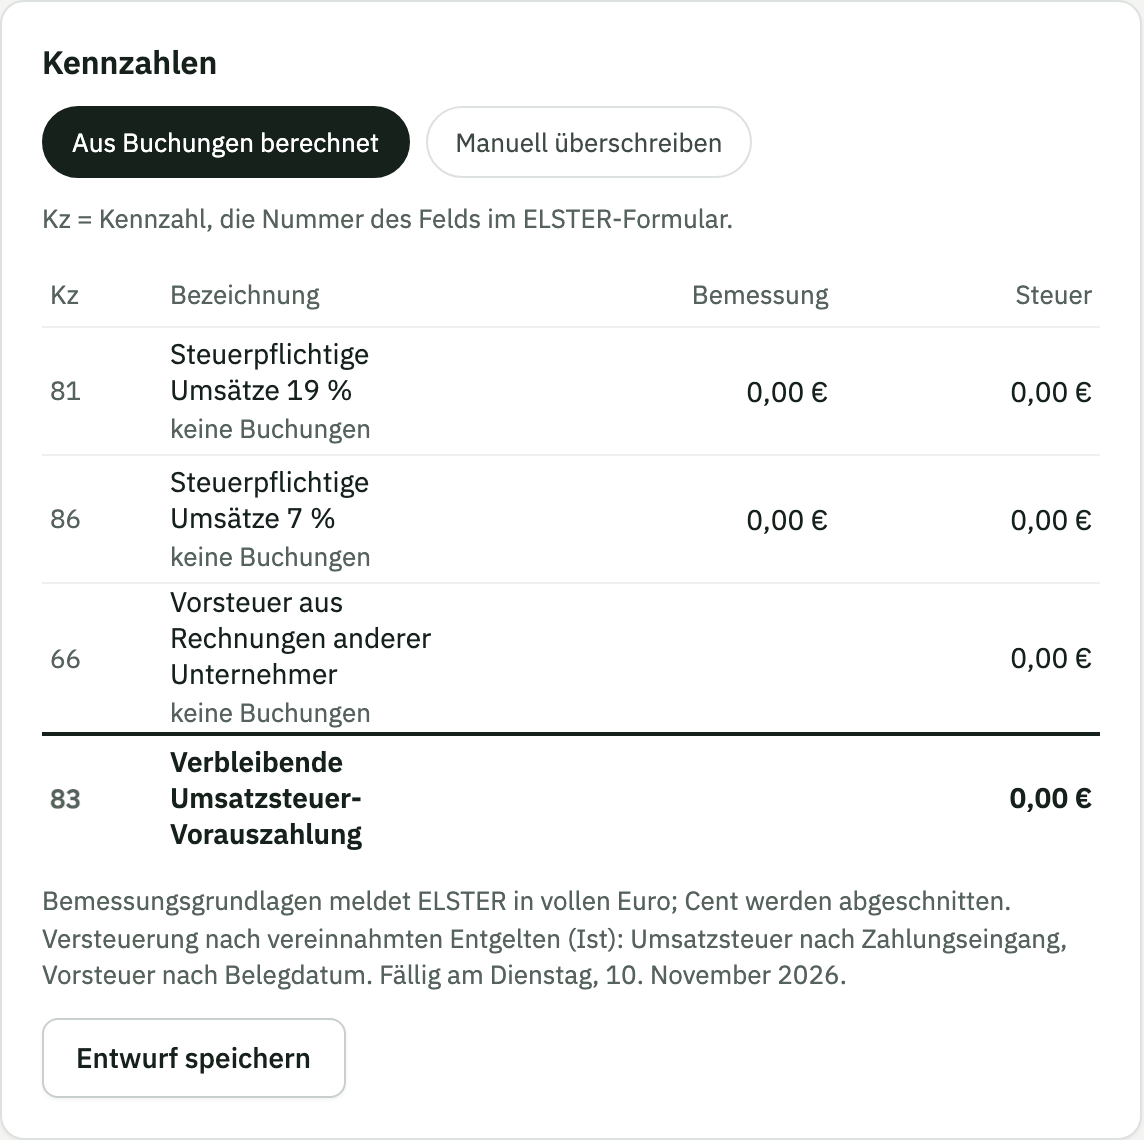 Kennzahlen
Aus Buchungen berechnet
Manuell überschreiben
Kz = Kennzahl, die Nummer des Felds im ELSTER-Formular.
Kz Bezeichnung Bemessung Steuer
Steuerpflichtige
81 Umsätze 19 % 0,00 € 0,00 €
keine Buchungen
Steuerpflichtige
86 Umsätze 7 % 0,00 € 0,00 €
keine Buchungen
Vorsteuer aus
Rechnungen anderer
66 Unternehmer 0,00 €
keine Buchungen
Verbleibende
83 Umsatzsteuer- 0,00 €
Vorauszahlung
Bemessungsgrundlagen meldet ELSTER in vollen Euro; Cent werden abgeschnitten.
Versteuerung nach vereinnahmten Entgelten (Ist): Umsatzsteuer nach Zahlungseingang,
Vorsteuer nach Belegdatum. Fällig am Dienstag, 10. November 2026.
Entwurf speichern